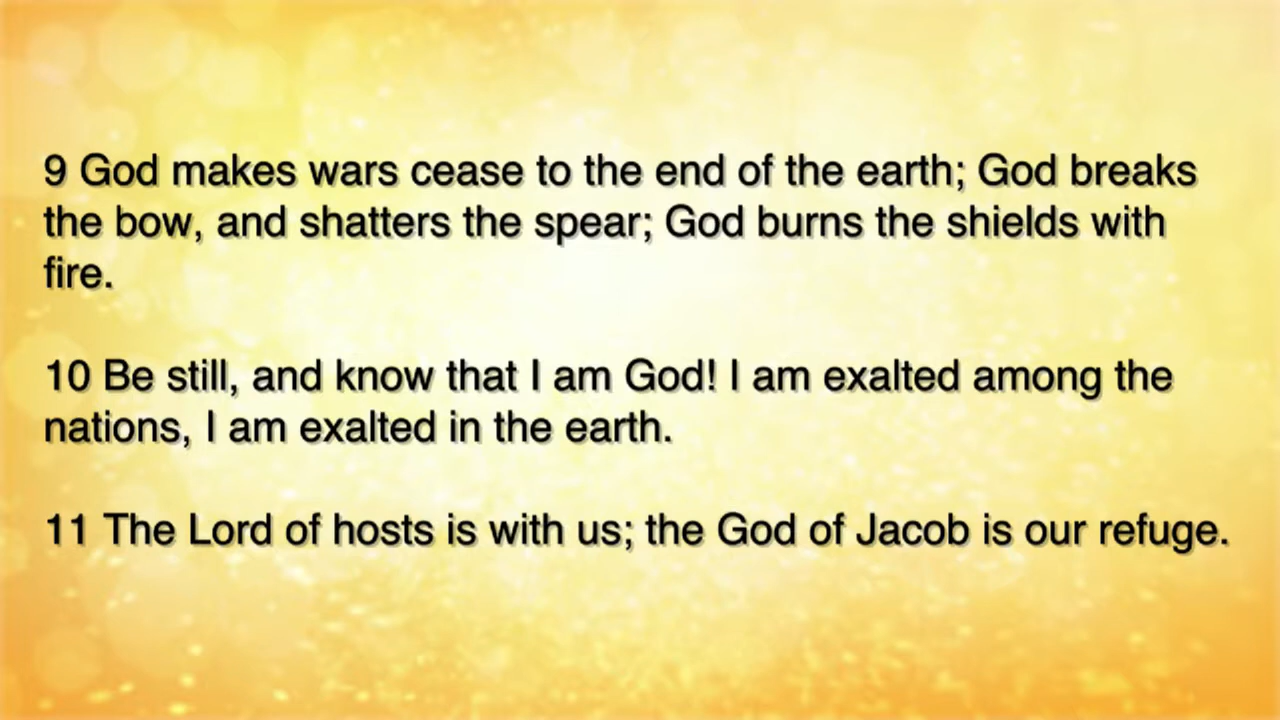 9 God makes wars cease to the end of the earth; God breaks
the bow, and shatters the spear; God burns the shields with
fire.
10 Be still, and know that I am God! I am exalted among the
nations, I am exalted in the earth.
11 The Lord of hosts is with us; the God of Jacob is our refuge.